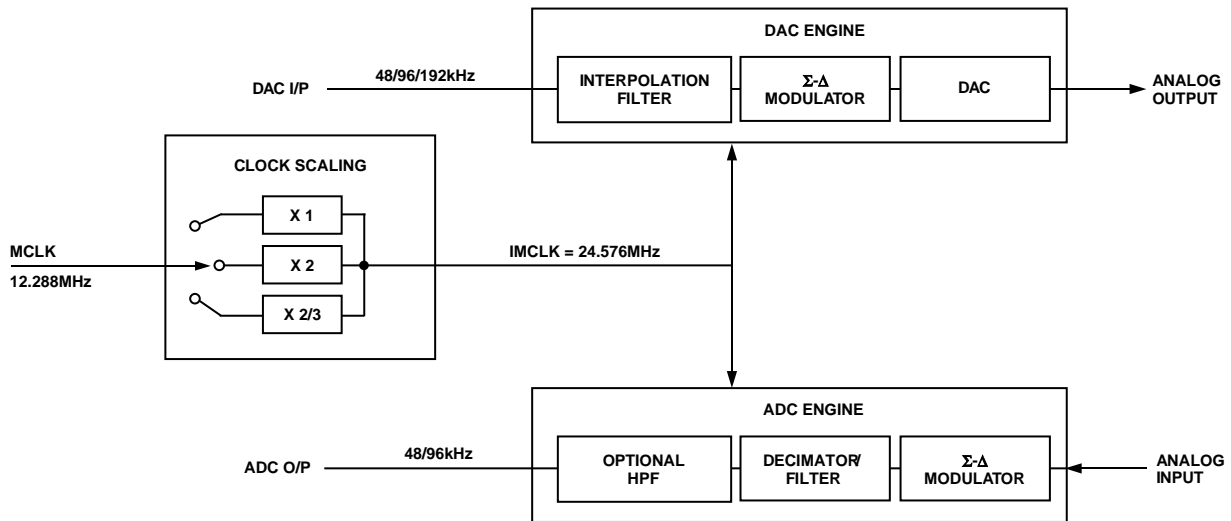 DAC ENGINE
DAC I/P
48/96/192kHz
INTERPOLATION
FILTER
Σ-Δ
MODULATOR
DAC
ANALOG
OUTPUT
CLOCK SCALING
X 1
MCLK
12.288MHz
X 2
IMCLK = 24.576MHz
X 2/3
ADC ENGINE
ADC O/P
48/96kHz
OPTIONAL
HPF
DECIMATOR/
FILTER
Σ-Δ
MODULATOR
ANALOG
INPUT